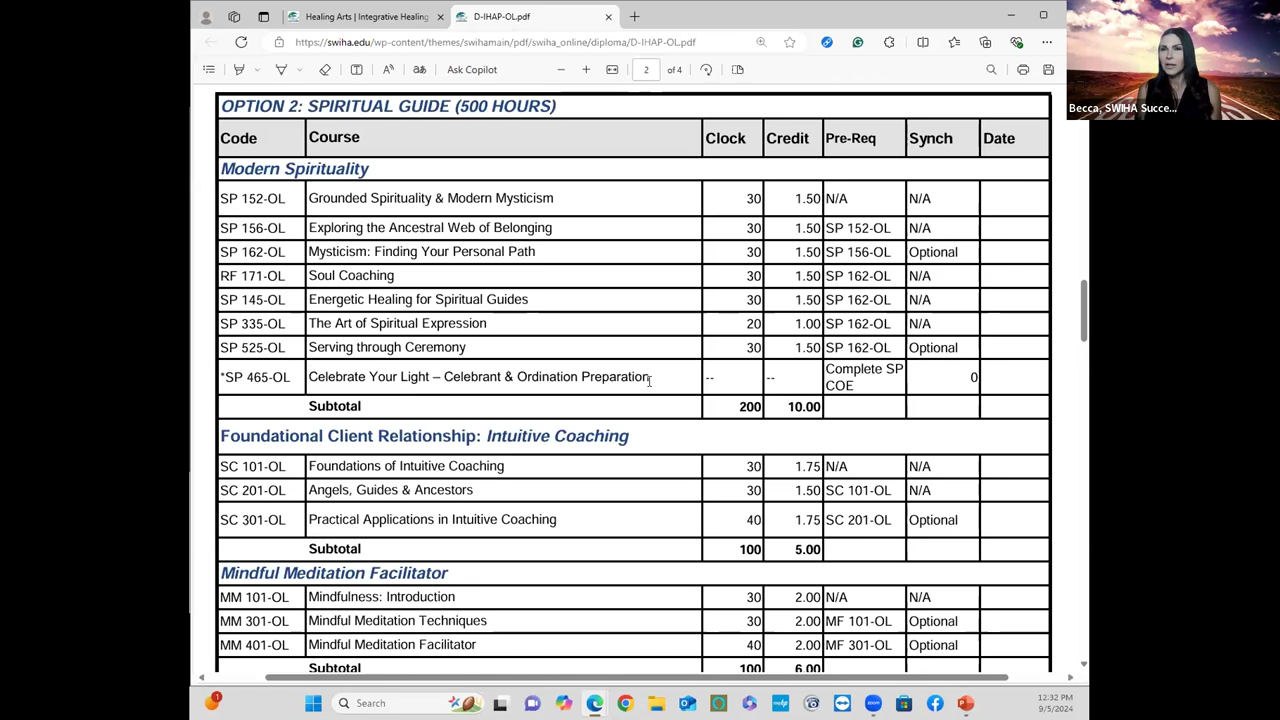 Healing Arts | Integrative Healing
D-IHAP-OL.pdf
https://swiha.edu/wp-content/themes/swihamain/pdf/swiha_online/diploma/D-IHAP-OL.pdf
Ask Copilot
2 of 4
Becca, SWIHA Succe...
OPTION 2: SPIRITUAL GUIDE (500 HOURS)
Code Course Clock Credit Pre-Req Synch Date
Modern Spirituality
SP 152-OL Grounded Spirituality & Modern Mysticism 30 1.50 N/A N/A
SP 156-OL Exploring the Ancestral Web of Belonging 30 1.50 SP 152-OL N/A
SP 162-OL Mysticism: Finding Your Personal Path 30 1.50 SP 156-OL Optional
RF 171-OL Soul Coaching 30 1.50 SP 162-OL N/A
SP 145-OL Energetic Healing for Spiritual Guides 30 1.50 SP 162-OL N/A
SP 335-OL The Art of Spiritual Expression 20 1.00 SP 162-OL N/A
SP 525-OL Serving through Ceremony 30 1.50 SP 162-OL Optional
*SP 465-OL Celebrate Your Light – Celebrant & Ordination Preparation -- -- Complete SP COE 0
Subtotal 200 10.00
Foundational Client Relationship: Intuitive Coaching
SC 101-OL Foundations of Intuitive Coaching 30 1.75 N/A N/A
SC 201-OL Angels, Guides & Ancestors 30 1.50 SC 101-OL N/A
SC 301-OL Practical Applications in Intuitive Coaching 40 1.75 SC 201-OL Optional
Subtotal 100 5.00
Mindful Meditation Facilitator
MM 101-OL Mindfulness: Introduction 30 2.00 N/A N/A
MM 301-OL Mindful Meditation Techniques 30 2.00 MF 101-OL Optional
MM 401-OL Mindful Meditation Facilitator 40 2.00 MF 301-OL Optional
Subtotal 100 6.00
Search
12:32 PM
9/5/2024